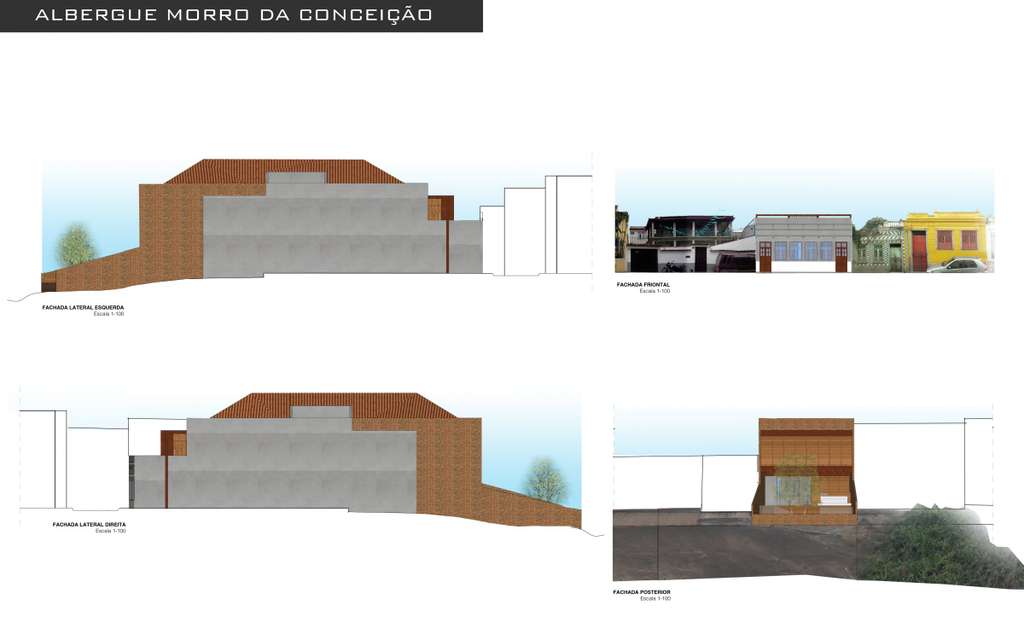 ALBERGUE MORRO DA CONCEIÇÃO
FACHADA LATERAL ESQUERDA
Escala 1-100
FACHADA FRIONTAL
Escala 1-100
FACHADA LATERAL DIREITA
Escala 1-100
FACHADA POSTERIOR
Escala 1-100